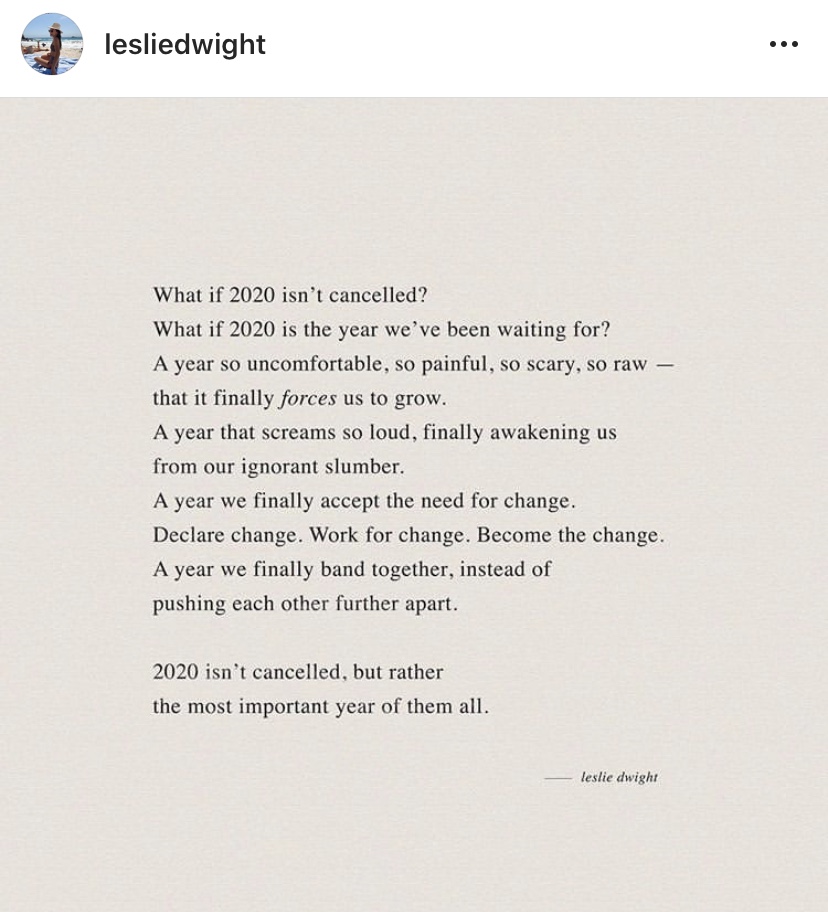 lesliedwight
What if 2020 isn’t cancelled?
What if 2020 is the year we’ve been waiting for?
A year so uncomfortable, so painful, so scary, so raw —
that it finally forces us to grow.
A year that screams so loud, finally awakening us
from our ignorant slumber.
A year we finally accept the need for change.
Declare change. Work for change. Become the change.
A year we finally band together, instead of
pushing each other further apart.
2020 isn’t cancelled, but rather
the most important year of them all.
—— leslie dwight